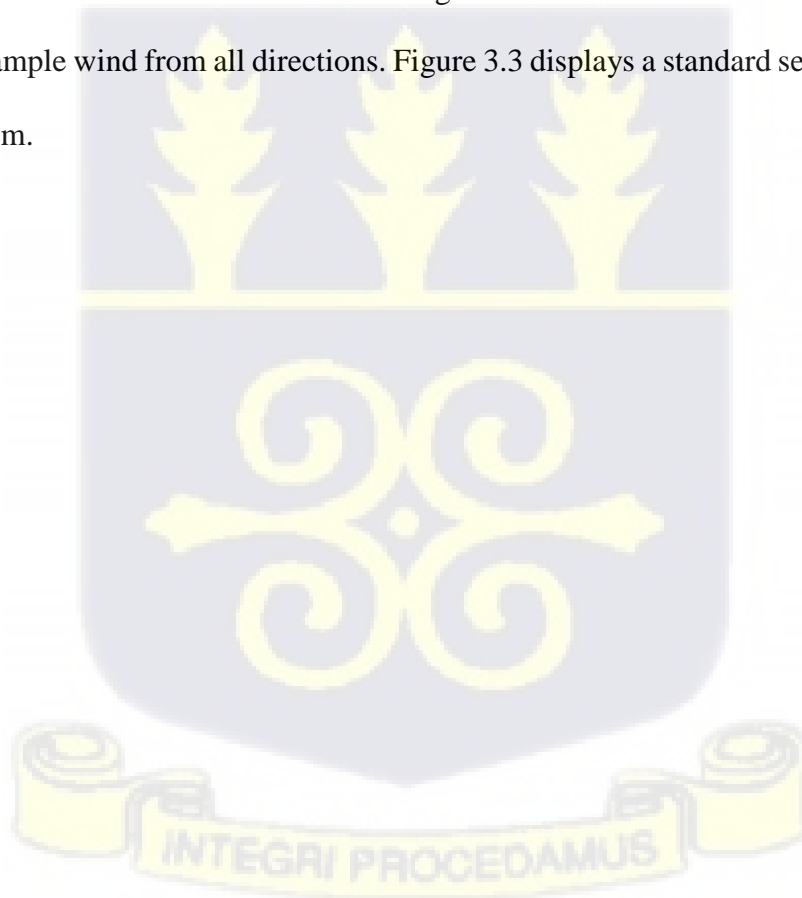 ample wind from all directions. Figure 3.3 displays a standard se
m.
INTEGRI PROCEDAMUS